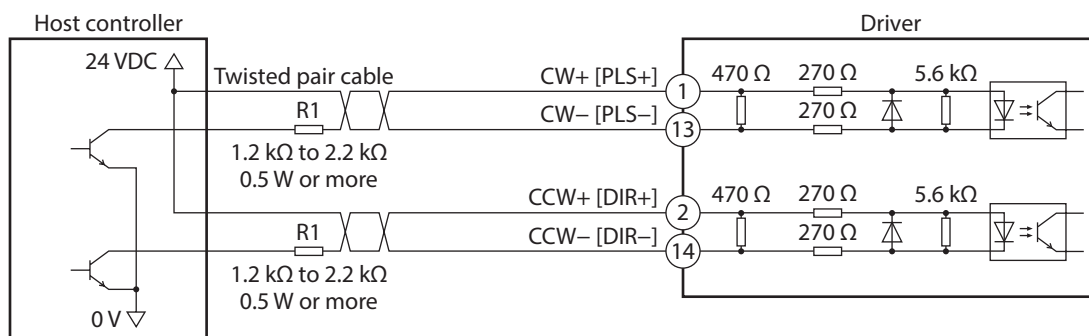 Host controller
Driver
24 VDC
Twisted pair cable
CW+ [PLS+]
1
470 Ω
270 Ω
5.6 kΩ
R1
CW− [PLS−]
13
270 Ω
1.2 kΩ to 2.2 kΩ
0.5 W or more
CCW+ [DIR+]
2
470 Ω
270 Ω
5.6 kΩ
R1
CCW− [DIR−]
14
270 Ω
1.2 kΩ to 2.2 kΩ
0.5 W or more
0 V